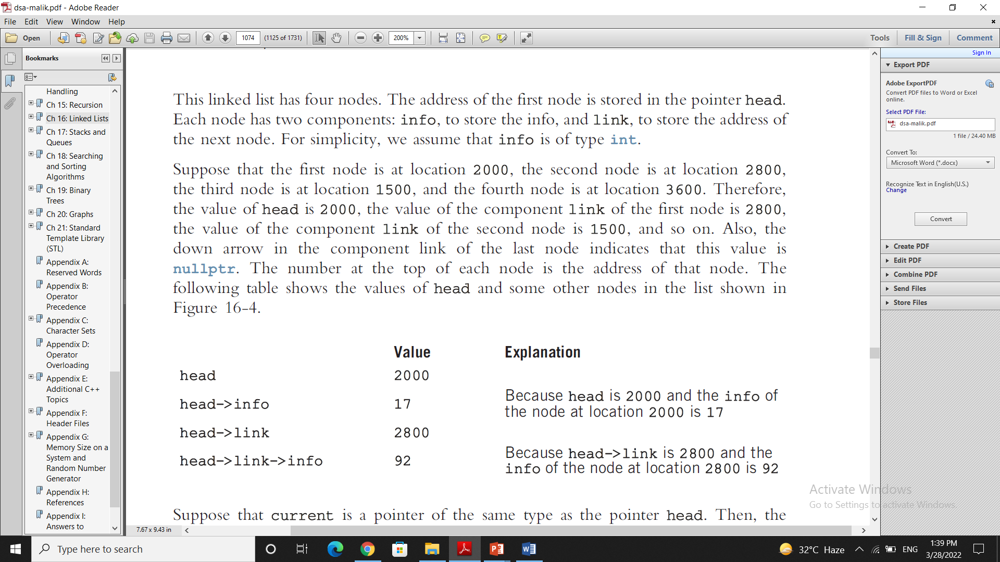 dsa-malik.pdf - Adobe Reader
File Edit View Window Help
Open 1074 (1125 of 1731) 200% Tools Fill & Sign Comment
Bookmarks
Handling
Ch 15: Recursion
Ch 16: Linked Lists
Ch 17: Stacks and
Queues
Ch 18: Searching
and Sorting
Algorithms
Ch 19: Binary
Trees
Ch 20: Graphs
Ch 21: Standard
Template Library
(STL)
Appendix A:
Reserved Words
Appendix B:
Operator
Precedence
Appendix C:
Character Sets
Appendix D:
Operator
Overloading
Appendix E:
Additional C++
Topics
Appendix F:
Header Files
Appendix G:
Memory Size on a
System and
Random Number
Generator
Appendix H:
References
Appendix I:
Answers to
This linked list has four nodes. The address of the first node is stored in the pointer head.
Each node has two components: info, to store the info, and link, to store the address of
the next node. For simplicity, we assume that info is of type int.
Suppose that the first node is at location 2000, the second node is at location 2800,
the third node is at location 1500, and the fourth node is at location 3600. Therefore,
the value of head is 2000, the value of the component link of the first node is 2800,
the value of the component link of the second node is 1500, and so on. Also, the
down arrow in the component link of the last node indicates that this value is
nullptr. The number at the top of each node is the address of that node. The
following table shows the values of head and some other nodes in the list shown in
Figure 16-4.
Value Explanation
head 2000
head->info 17 Because head is 2000 and the info of
the node at location 2000 is 17
head->link 2800
head->link->info 92 Because head->link is 2800 and the
info of the node at location 2800 is 92
Suppose that current is a pointer of the same type as the pointer head. Then, the
7.67 x 9.43 in
Sign In
Export PDF
Adobe ExportPDF
Convert PDF files to Word or Excel
online.
Select PDF File:
dsa-malik.pdf
1 file / 24.40 MB
Convert To:
Microsoft Word (*.docx)
Recognize Text in English(U.S.)
Change
Convert
Create PDF
Edit PDF
Combine PDF
Send Files
Store Files
Activate Windows
Go to Settings to activate Windows.
Type here to search
32°C Haze
ENG
1:39 PM
3/28/2022